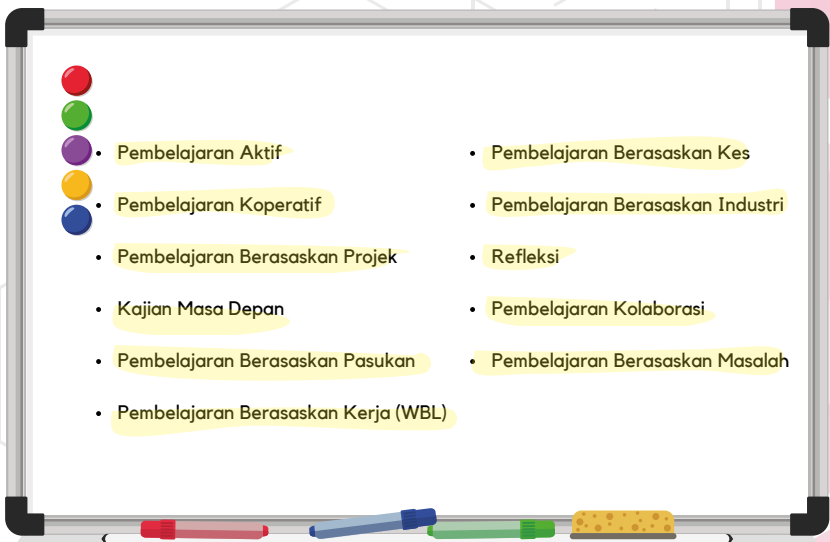 • Pembelajaran Aktif
• Pembelajaran Koperatif
• Pembelajaran Berasaskan Projek
• Kajian Masa Depan
• Pembelajaran Berasaskan Pasukan
• Pembelajaran Berasaskan Kerja (WBL)
• Pembelajaran Berasaskan Kes
• Pembelajaran Berasaskan Industri
• Refleksi
• Pembelajaran Kolaborasi
• Pembelajaran Berasaskan Masalah